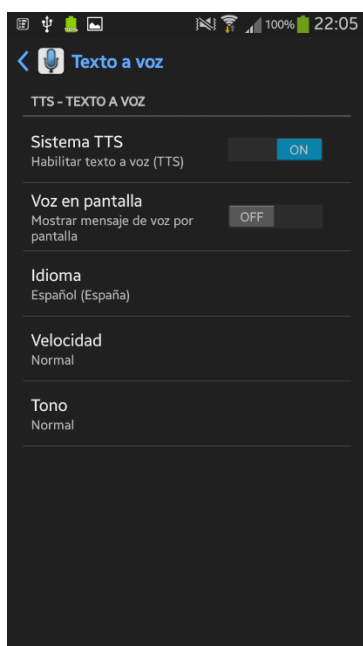 100% 22:05
Texto a voz
TTS - TEXTO A VOZ
Sistema TTS
Habilitar texto a voz (TTS)
ON
Voz en pantalla
Mostrar mensaje de voz por
pantalla
OFF
Idioma
Español (España)
Velocidad
Normal
Tono
Normal